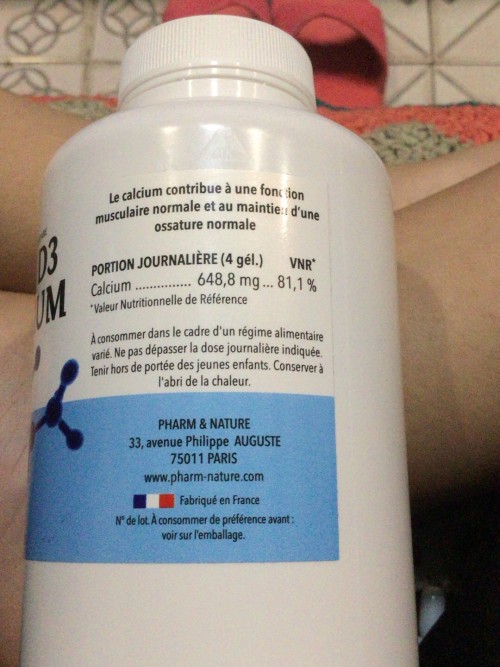 D3
UM
Le calcium contribue à une fonction
musculaire normale et au maintien d'une
ossature normale
PORTION JOURNALIÈRE (4 gél.) VNR*
Calcium ............... 648,8 mg ... 81,1 %
*Valeur Nutritionnelle de Référence
À consommer dans le cadre d'un régime alimentaire
varié. Ne pas dépasser la dose journalière indiquée.
Tenir hors de portée des jeunes enfants. Conserver à
l'abri de la chaleur.
PHARM & NATURE
33, avenue Philippe AUGUSTE
75011 PARIS
www.pharm-nature.com
Fabriqué en France
N° de lot. À consommer de préférence avant :
voir sur l'emballage.